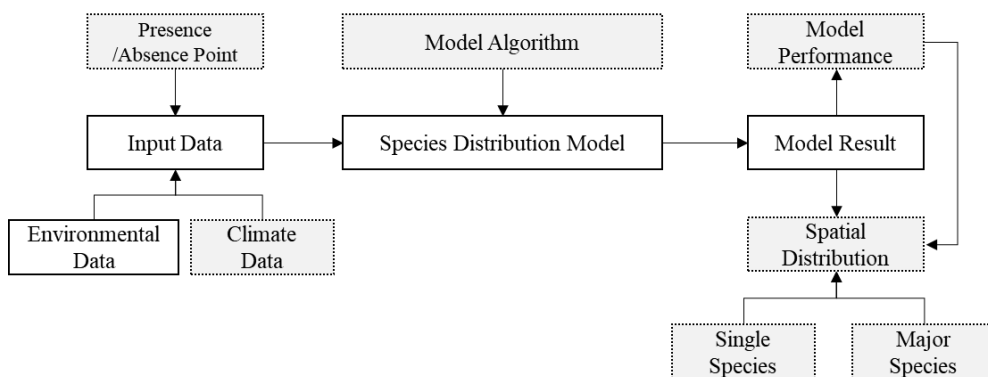 Presence
/Absence Point
Model Algorithm
Model
Performance
Input Data
Species Distribution Model
Model Result
Environmental
Data
Climate
Data
Spatial
Distribution
Single
Species
Major
Species